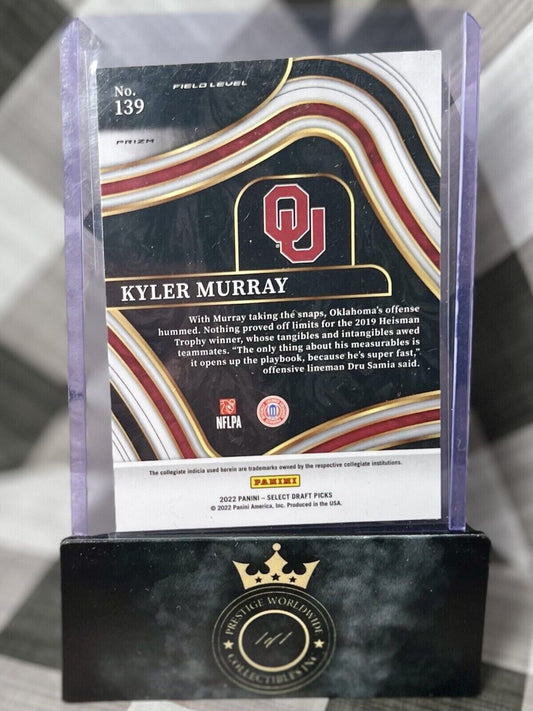 No.
139
FIELD LEVEL
PRIZM
OU
KYLER MURRAY
With Murray taking the snaps, Oklahoma's offense
hummed. Nothing proved off limits for the 2019 Heisman
Trophy winner, whose tangibles and intangibles awed
teammates. "The only thing about his measurables is
it opens up the playbook, because he's super fast,"
offensive lineman Dru Samia said.
NFLPA
The collegiate indicia used herein are trademarks owned by the respective collegiate institutions.
PANINI
2022 PANINI – SELECT DRAFT PICKS
© 2022 Panini America, Inc. Produced in the USA.
PRESTIGE WORLDWIDE
1of1
COLLECTIBLES INC